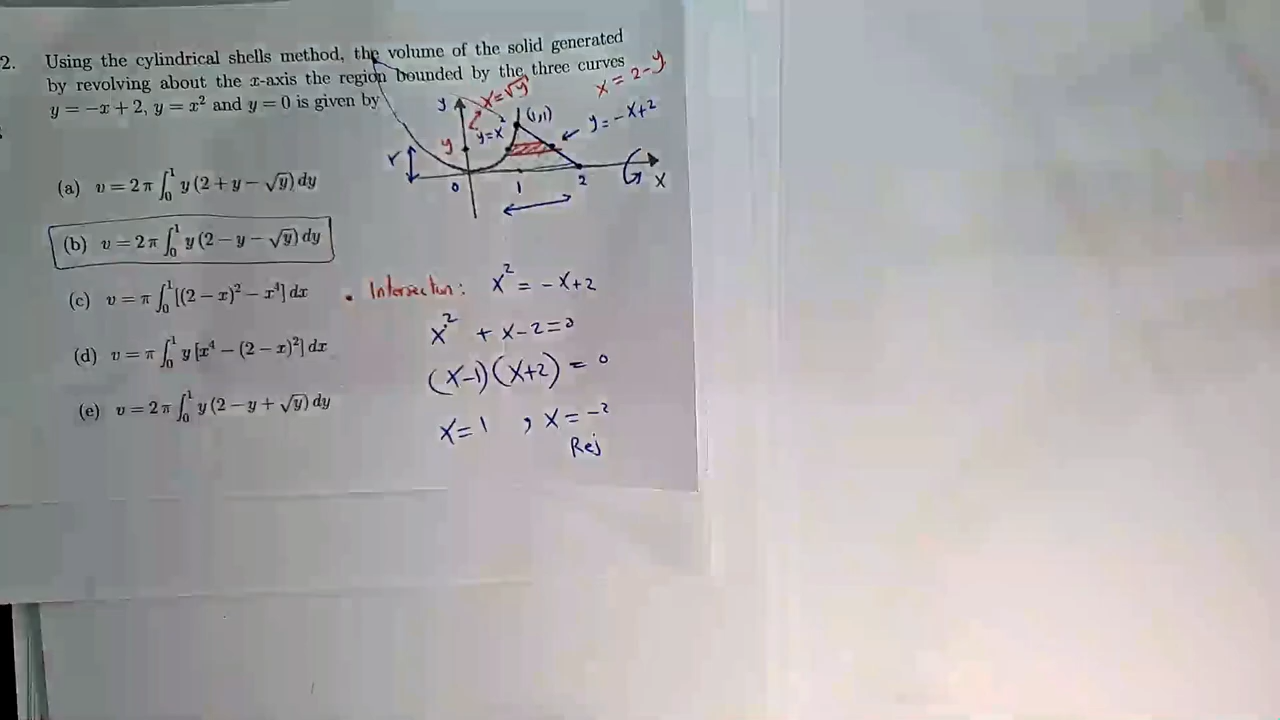 2. Using the cylindrical shells method, the volume of the solid generated
by revolving about the x-axis the region bounded by the three curves
y = −x + 2, y = x² and y = 0 is given by
x = √y
x = 2 − y
y
(1,1)
y = x²
y = −x+2
y
r
0
1
2
x
(a) v = 2π ∫₀¹ y (2 + y − √y) dy
(b) v = 2π ∫₀¹ y (2 − y − √y) dy
(c) v = π ∫₀¹ [(2 − x)² − x⁴] dx
(d) v = π ∫₀¹ y [x⁴ − (2 − x)²] dx
(e) v = 2π ∫₀¹ y (2 − y + √y) dy
• Intersection: x² = −x+2
x² + x−2=0
(x−1)(x+2) = 0
x=1 , x=−2
Rej